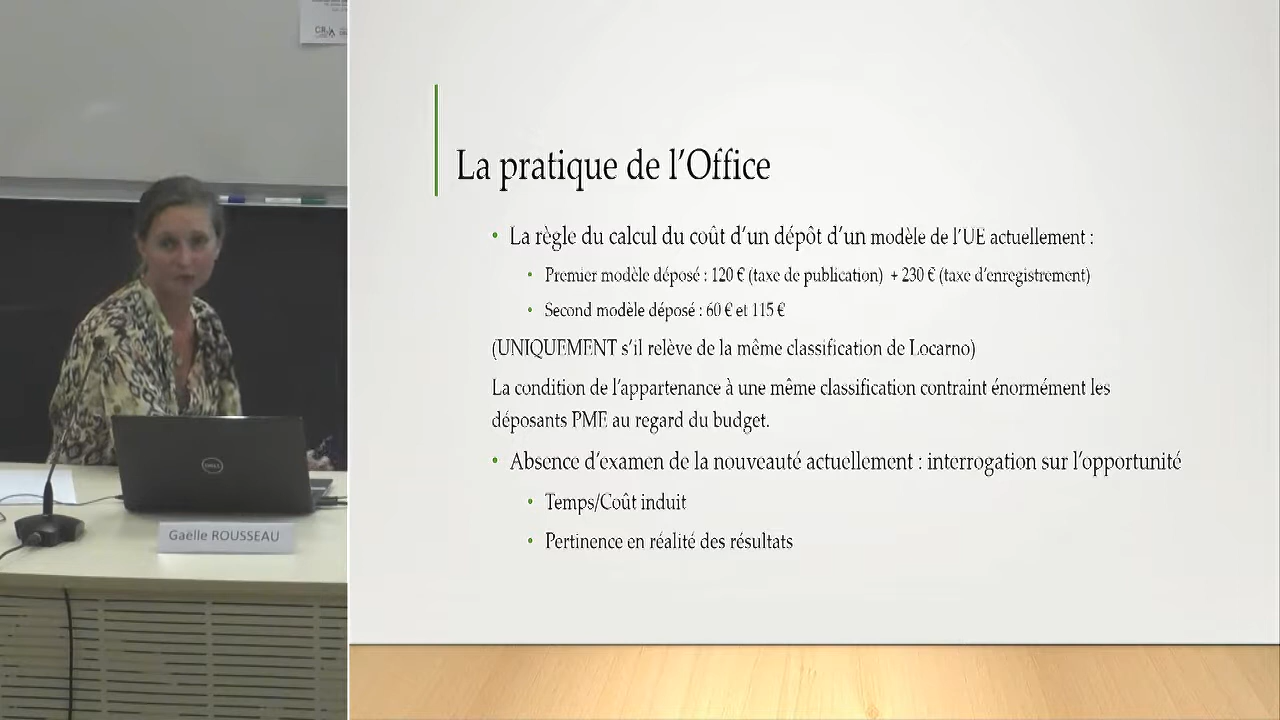 La pratique de l’Office
• La règle du calcul du coût d’un dépôt d’un modèle de l’UE actuellement :
• Premier modèle déposé : 120 € (taxe de publication) + 230 € (taxe d’enregistrement)
• Second modèle déposé : 60 € et 115 €
(UNIQUEMENT s’il relève de la même classification de Locarno)
La condition de l’appartenance à une même classification contraint énormément les
déposants PME au regard du budget.
• Absence d’examen de la nouveauté actuellement : interrogation sur l’opportunité
• Temps/Coût induit
• Pertinence en réalité des résultats
DELL
Gaëlle ROUSSEAU